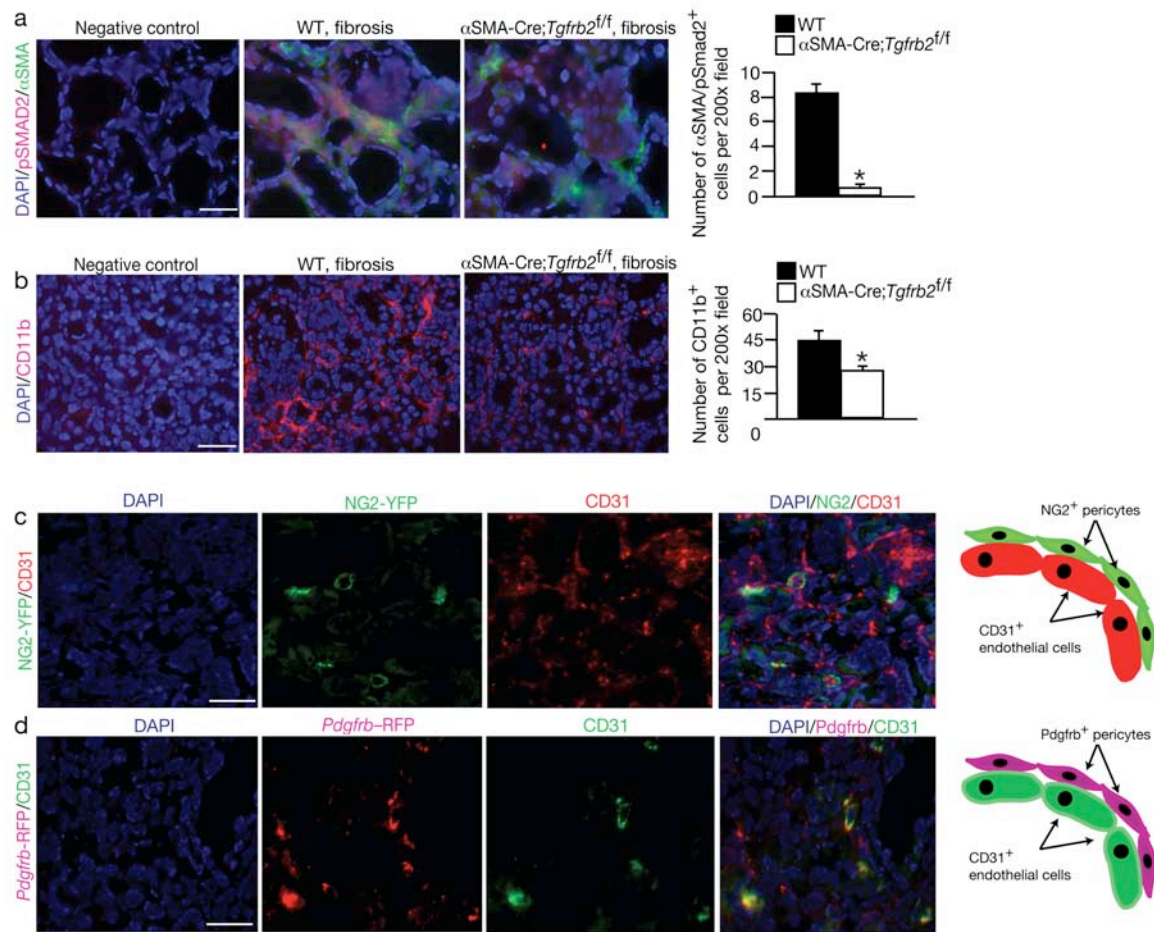 a
Negative control
WT, fibrosis
αSMA-Cre;Tgfrb2f/f, fibrosis
DAPI/pSMAD2/αSMA
Number of αSMA/pSmad2+
cells per 200x field
WT
αSMA-Cre;Tgfrb2f/f
10
8
6
4
2
0
*
b
Negative control
WT, fibrosis
αSMA-Cre;Tgfrb2f/f, fibrosis
DAPI/CD11b
Number of CD11b+
cells per 200x field
WT
αSMA-Cre;Tgfrb2f/f
60
45
30
15
0
*
c
DAPI
NG2-YFP
CD31
DAPI/NG2/CD31
NG2-YFP/CD31
NG2+ pericytes
CD31+
endothelial cells
d
DAPI
Pdgfrb–RFP
CD31
DAPI/Pdgfrb/CD31
Pdgfrb-RFP/CD31
Pdgfrb+ pericytes
CD31+
endothelial cells